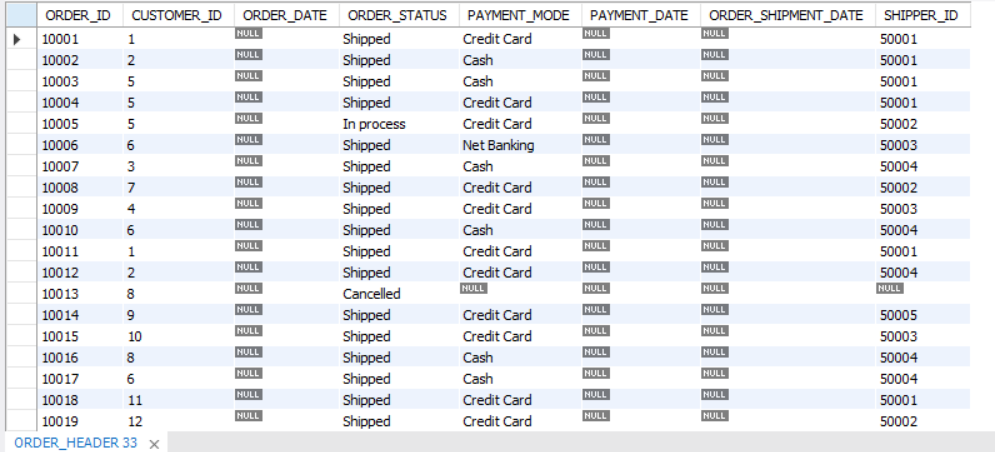 ORDER_ID CUSTOMER_ID ORDER_DATE ORDER_STATUS PAYMENT_MODE PAYMENT_DATE ORDER_SHIPMENT_DATE SHIPPER_ID
10001 1 NULL Shipped Credit Card NULL NULL 50001
10002 2 NULL Shipped Cash NULL NULL 50001
10003 5 NULL Shipped Cash NULL NULL 50001
10004 5 NULL Shipped Credit Card NULL NULL 50001
10005 5 NULL In process Credit Card NULL NULL 50002
10006 6 NULL Shipped Net Banking NULL NULL 50003
10007 3 NULL Shipped Cash NULL NULL 50004
10008 7 NULL Shipped Credit Card NULL NULL 50002
10009 4 NULL Shipped Credit Card NULL NULL 50003
10010 6 NULL Shipped Cash NULL NULL 50004
10011 1 NULL Shipped Credit Card NULL NULL 50001
10012 2 NULL Shipped Credit Card NULL NULL 50004
10013 8 NULL Cancelled NULL NULL NULL NULL
10014 9 NULL Shipped Credit Card NULL NULL 50005
10015 10 NULL Shipped Credit Card NULL NULL 50003
10016 8 NULL Shipped Cash NULL NULL 50004
10017 6 NULL Shipped Cash NULL NULL 50004
10018 11 NULL Shipped Credit Card NULL NULL 50001
10019 12 NULL Shipped Credit Card NULL NULL 50002
ORDER_HEADER 33